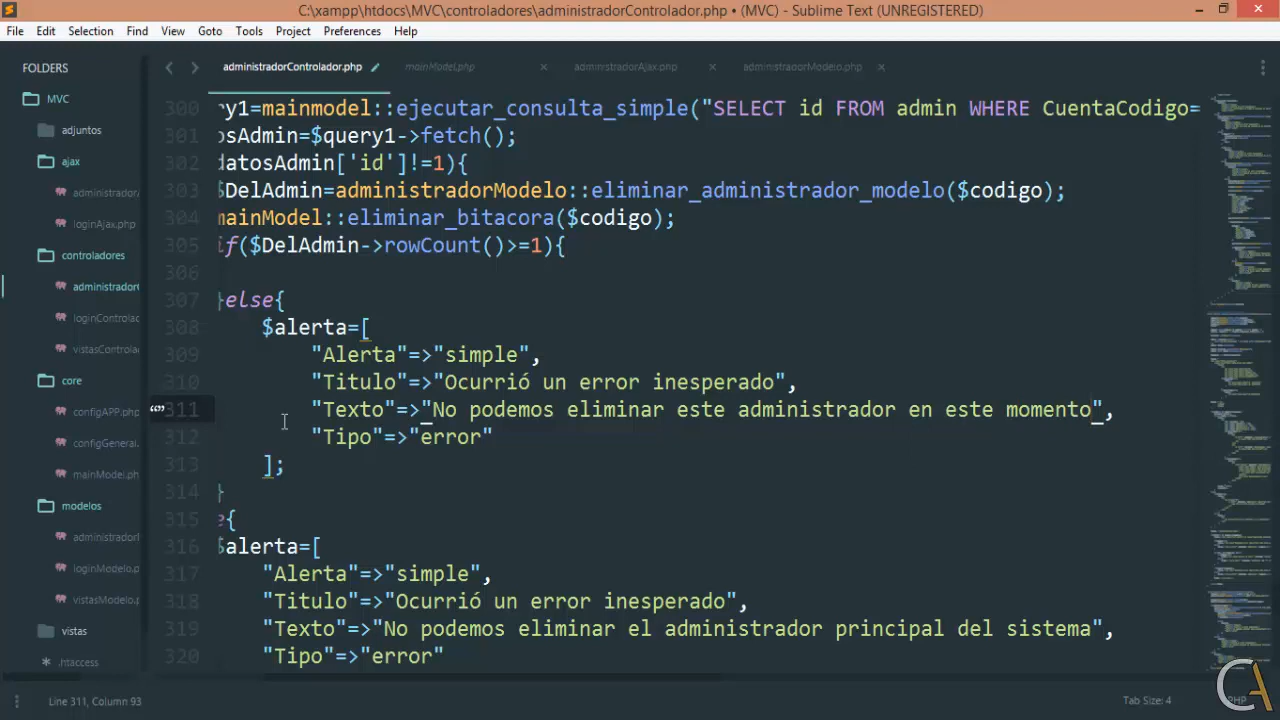 C:\xampp\htdocs\MVC\controladores\administradorControlador.php • (MVC) - Sublime Text (UNREGISTERED)
File Edit Selection Find View Goto Tools Project Preferences Help
FOLDERS
MVC
adjuntos
ajax
administrador
loginAjax.php
controladores
administrador
loginControlac
vistasControla
core
configAPP.php
configGeneral.
mainModel.php
modelos
administrador
loginModelo.p
vistasModelo.p
vistas
.htaccess
administradorControlador.php mainModel.php administradorAjax.php administradorModelo.php
300 ry1=mainmodel::ejecutar_consulta_simple("SELECT id FROM admin WHERE CuentaCodigo=
301 osAdmin=$query1->fetch();
302 datosAdmin['id']!=1){
303 $DelAdmin=administradorModelo::eliminar_administrador_modelo($codigo);
304 mainModel::eliminar_bitacora($codigo);
305 if($DelAdmin->rowCount()>=1){
306
307 }else{
308 $alerta=[
309 "Alerta"=>"simple",
310 "Titulo"=>"Ocurrió un error inesperado",
311 "Texto"=>"No podemos eliminar este administrador en este momento",
312 "Tipo"=>"error"
313 ];
314 }
315 e{
316 $alerta=[
317 "Alerta"=>"simple",
318 "Titulo"=>"Ocurrió un error inesperado",
319 "Texto"=>"No podemos eliminar el administrador principal del sistema",
320 "Tipo"=>"error"
Line 311, Column 93
Tab Size: 4
PHP
CA